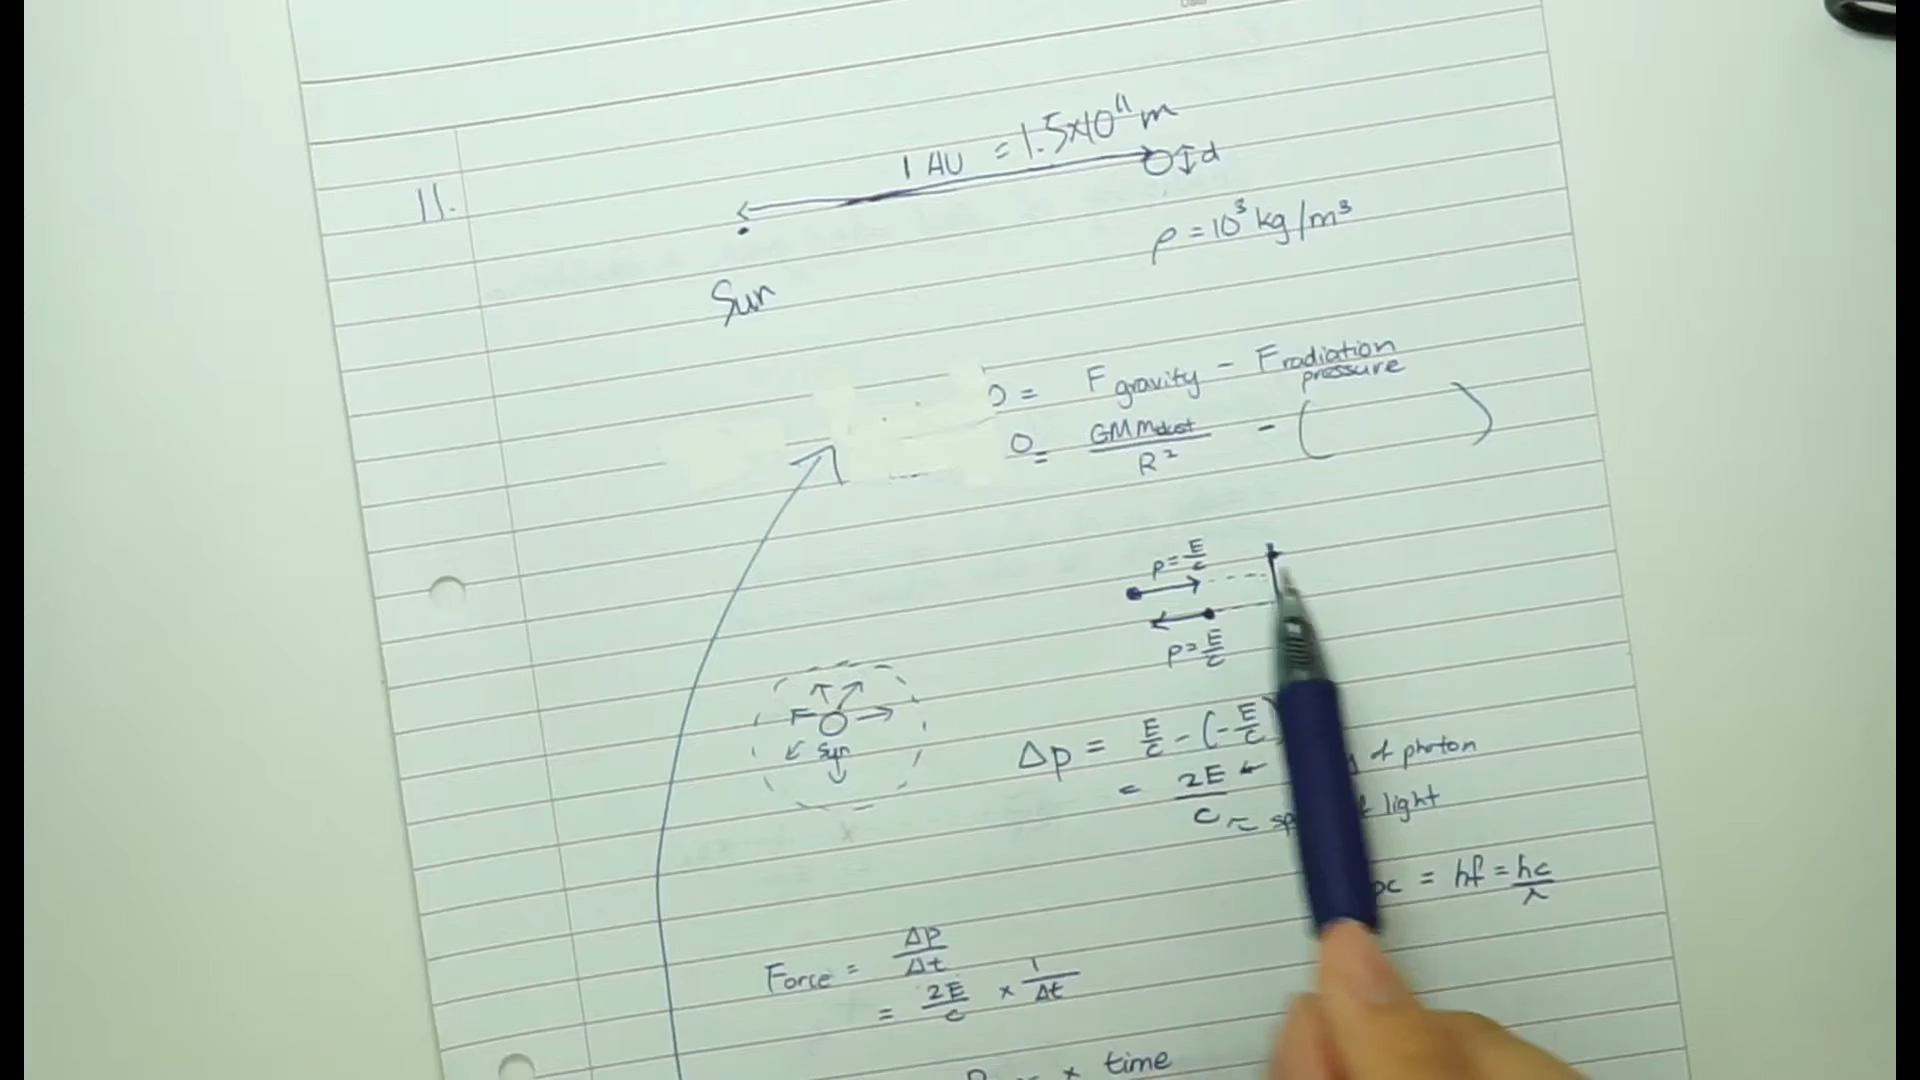 11.
1 AU = 1.5x10¹¹ m
d
ρ = 10³ kg/m³
Sun
0 = F gravity - F radiation pressure
0 = GMMdust / R² - ( )
p = E/c
p = E/c
Sun
Δp = E/c - (-E/c
= 2E ← of photon
c light
pc = hf = hc/λ
Force = Δp/Δt
= 2E/c × 1/Δt
× time